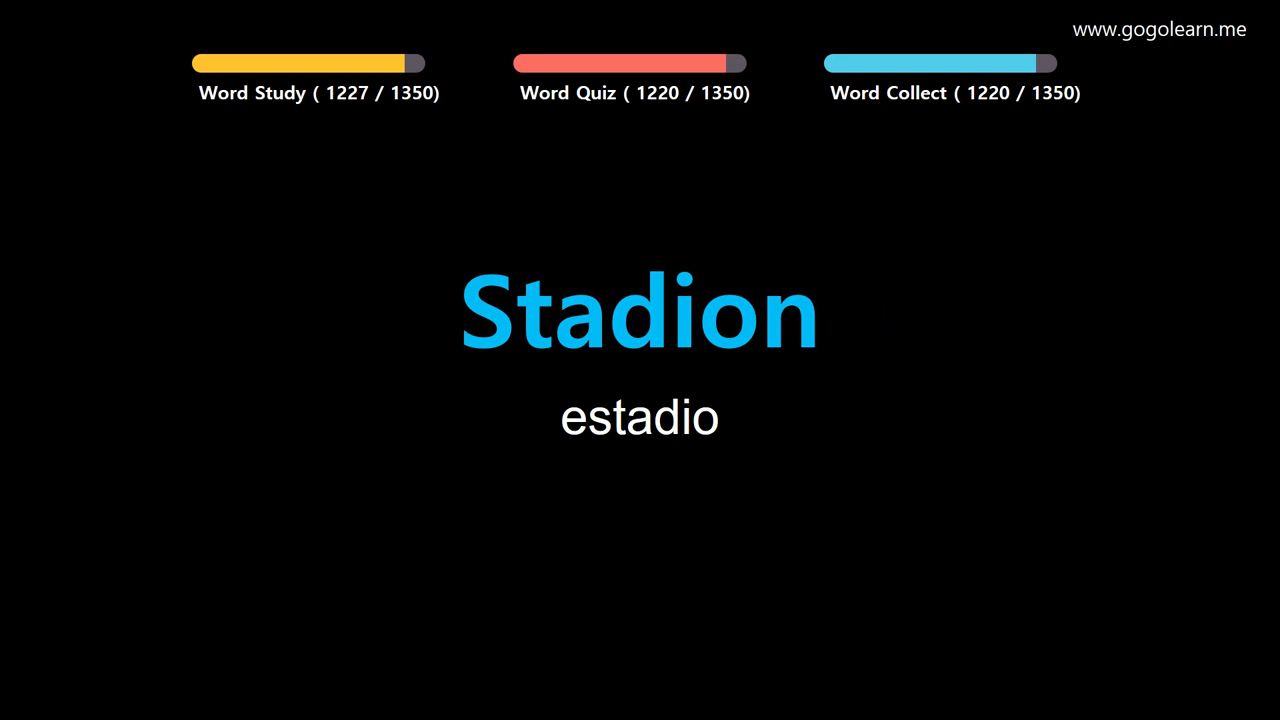 www.gogolearn.me
Word Study ( 1227 / 1350)
Word Quiz ( 1220 / 1350)
Word Collect ( 1220 / 1350)
Stadion
estadio